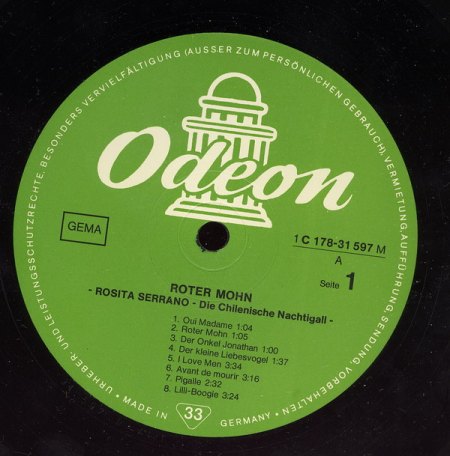 URHEBER- UND LEISTUNGSSCHUTZRECHTE, BESONDERS VERVIELFÄLTIGUNG (AUSSER ZUM PERSÖNLICHEN GEBRAUCH), VERMIETUNG, AUFFÜHRUNG, SENDUNG VORBEHALTEN
Odeon
GEMA
1 C 178-31 597 M
A
Seite 1
ROTER MOHN
- ROSITA SERRANO - Die Chilenische Nachtigall -
1. Oui Madame 1:04
2. Roter Mohn 1:05
3. Der Onkel Jonathan 1:00
4. Der kleine Liebesvogel 1:37
5. I Love Men 3:34
6. Avant de mourir 3:16
7. Pigalle 2:32
8. Lilli-Boogie 3:24
• MADE IN 33 GERMANY •